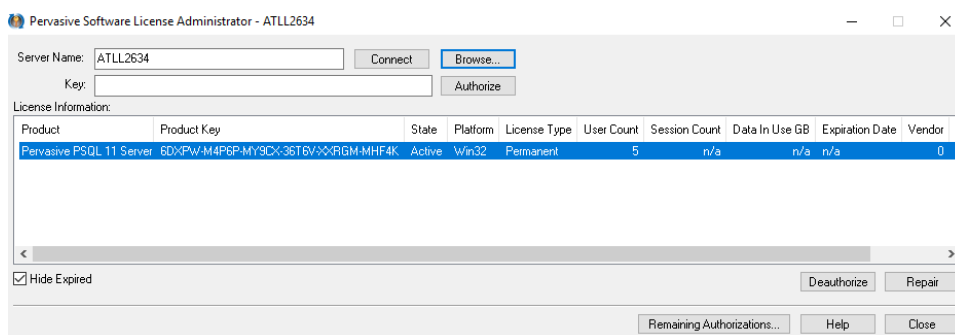 Pervasive Software License Administrator - ATLL2634
Server Name: ATLL2634 Connect Browse...
Key: Authorize
License Information:
Product Product Key State Platform License Type User Count Session Count Data In Use GB Expiration Date Vendor
Pervasive PSQL 11 Server 6DXPW-M4P6P-MY9CX-36T6V-XXRGM-MHF4K Active Win32 Permanent 5 n/a n/a n/a 0
Hide Expired Deauthorize Repair
Remaining Authorizations... Help Close